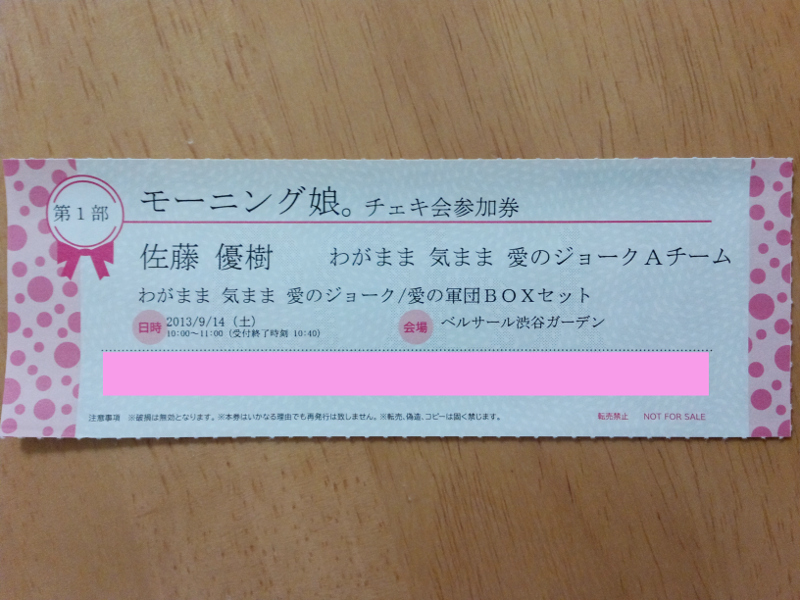 第1部
モーニング娘。チェキ会参加券
佐藤 優樹 わがまま 気まま 愛のジョークAチーム
わがまま 気まま 愛のジョーク/愛の軍団BOXセット
日時 2013/9/14（土） 会場 ベルサール渋谷ガーデン
10:00～11:00（受付終了時刻 10:40）
注意事項 ※破損は無効となります。※本券はいかなる理由でも再発行は致しません。※転売、偽造、コピーは固く禁じます。 転売禁止 NOT FOR SALE